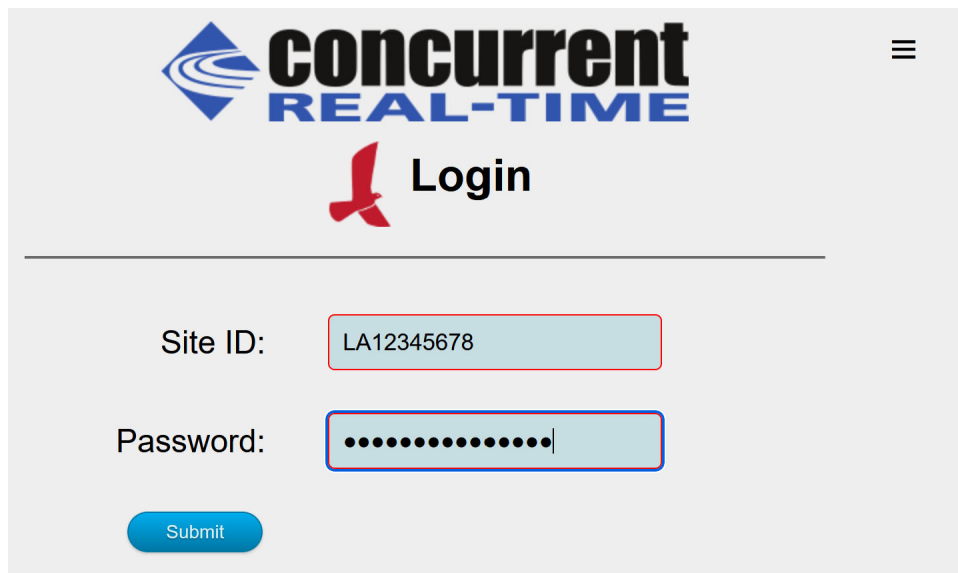 concurrent
REAL-TIME
Login
Site ID:
LA12345678
Password:
●●●●●●●●●●●●●●●
Submit